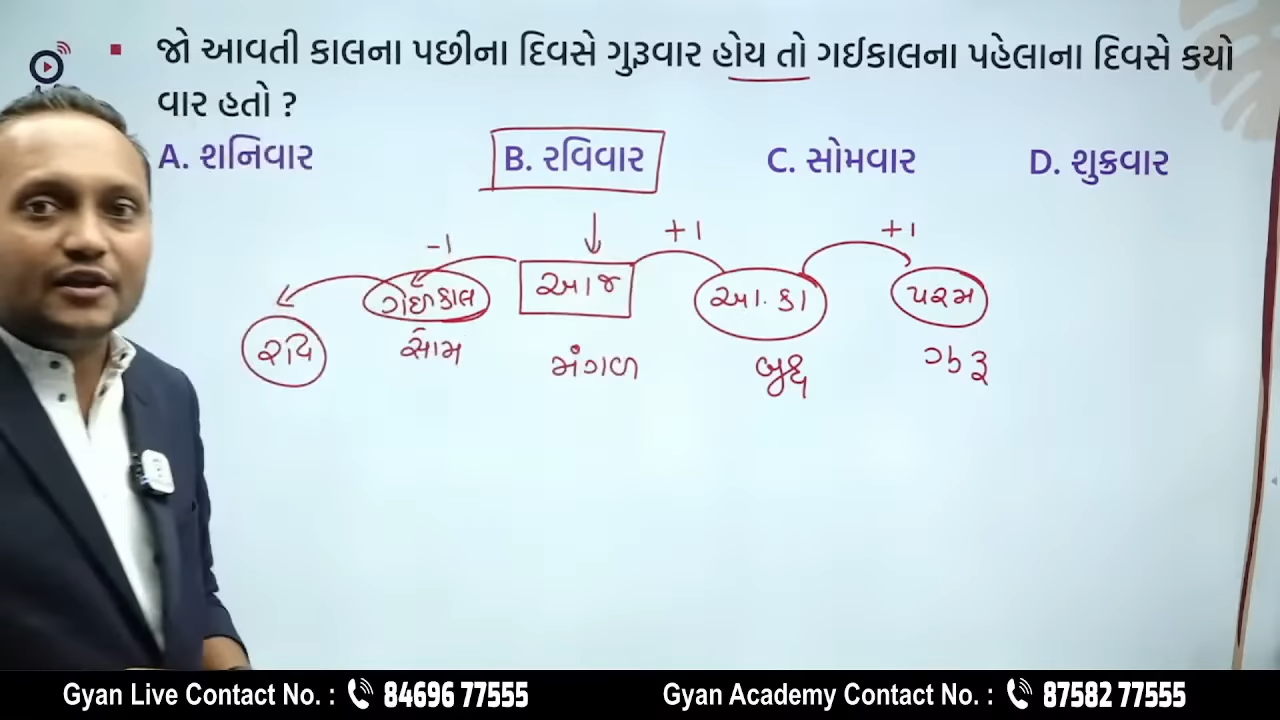 જો આવતી કાલના પછીના દિવસે ગુરૂવાર હોય તો ગઈકાલના પહેલાના દિવસે કયો
વાર હતો ?
A. શનિવાર B. રવિવાર C. સોમવાર D. શુક્રવાર
-1 +1 +1
ગઈકાલ આજ આ. કા પરમ
રવિ સોમ મંગળ બુધ ગુરૂ
Gyan Live Contact No. : 84696 77555 Gyan Academy Contact No. : 87582 77555